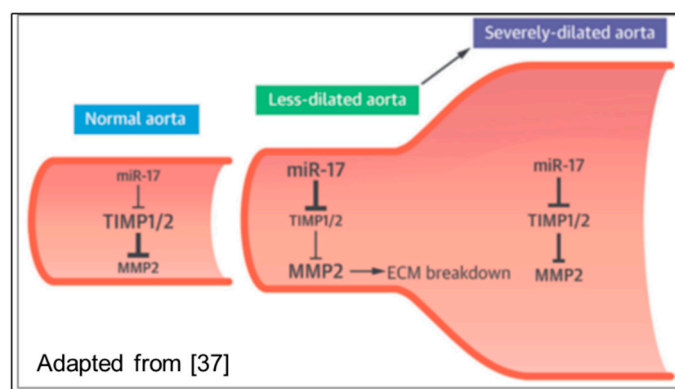 Severely-dilated aorta
Less-dilated aorta
Normal aorta
miR-17
TIMP1/2
MMP2
miR-17
TIMP1/2
MMP2 → ECM breakdown
miR-17
TIMP1/2
MMP2
Adapted from [37]